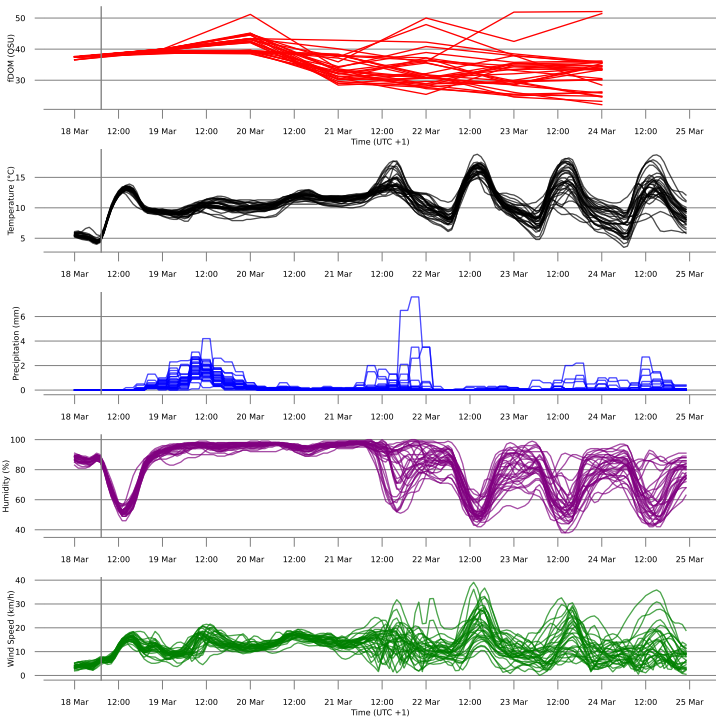 50
40
30
fDOM (QSU)
18 Mar 12:00 19 Mar 12:00 20 Mar 12:00 21 Mar 12:00 22 Mar 12:00 23 Mar 12:00 24 Mar 12:00 25 Mar
Time (UTC +1)
15
10
5
Temperature (°C)
18 Mar 12:00 19 Mar 12:00 20 Mar 12:00 21 Mar 12:00 22 Mar 12:00 23 Mar 12:00 24 Mar 12:00 25 Mar
6
4
2
0
Precipitation (mm)
18 Mar 12:00 19 Mar 12:00 20 Mar 12:00 21 Mar 12:00 22 Mar 12:00 23 Mar 12:00 24 Mar 12:00 25 Mar
100
80
60
40
Humidity (%)
18 Mar 12:00 19 Mar 12:00 20 Mar 12:00 21 Mar 12:00 22 Mar 12:00 23 Mar 12:00 24 Mar 12:00 25 Mar
40
30
20
10
0
Wind Speed (km/h)
18 Mar 12:00 19 Mar 12:00 20 Mar 12:00 21 Mar 12:00 22 Mar 12:00 23 Mar 12:00 24 Mar 12:00 25 Mar
Time (UTC +1)